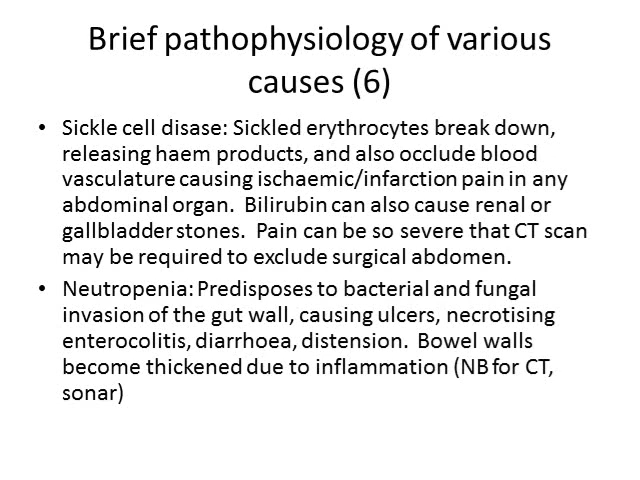 Brief pathophysiology of various
causes (6)
• Sickle cell disase: Sickled erythrocytes break down,
releasing haem products, and also occlude blood
vasculature causing ischaemic/infarction pain in any
abdominal organ.  Bilirubin can also cause renal or
gallbladder stones.  Pain can be so severe that CT scan
may be required to exclude surgical abdomen.
• Neutropenia: Predisposes to bacterial and fungal
invasion of the gut wall, causing ulcers, necrotising
enterocolitis, diarrhoea, distension.  Bowel walls
become thickened due to inflammation (NB for CT,
sonar)